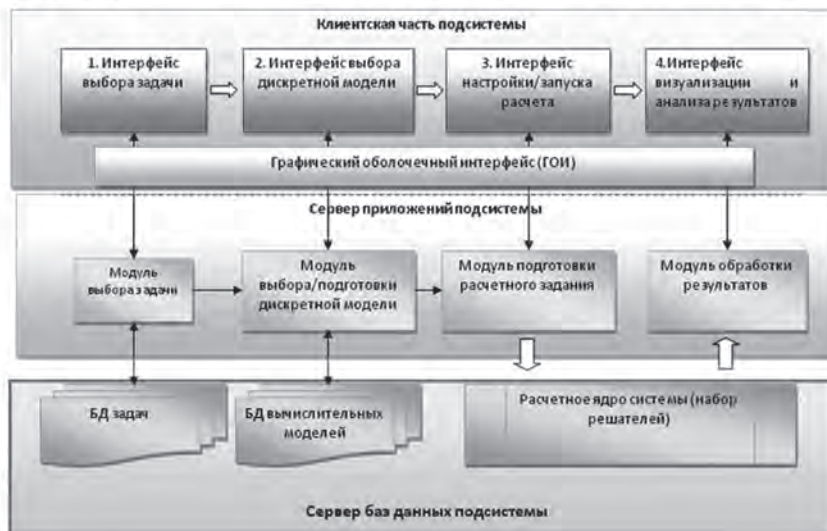 Клиентская часть подсистемы
1. Интерфейс
выбора задачи
2. Интерфейс выбора
дискретной модели
3. Интерфейс
настройки/запуска
расчета
4.Интерфейс
визуализации и
анализа результатов
Графический оболочечный интерфейс (ГОИ)
Сервер приложений подсистемы
Модуль
выбора задачи
Модуль
выбора/подготовки
дискретной модели
Модуль подготовки
расчетного задания
Модуль обработки
результатов
БД задач
БД вычислительных
моделей
Расчетное ядро системы (набор
решателей)
Сервер баз данных подсистемы